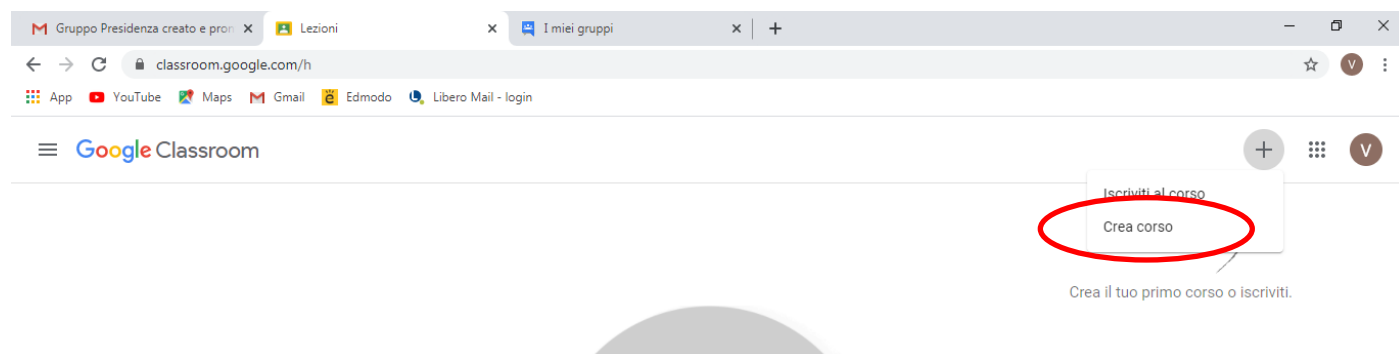 Gruppo Presidenza creato e pron
Lezioni
I miei gruppi
classroom.google.com/h
V
App YouTube Maps Gmail Edmodo Libero Mail - login
Google Classroom
V
Iscriviti al corso
Crea corso
Crea il tuo primo corso o iscriviti.